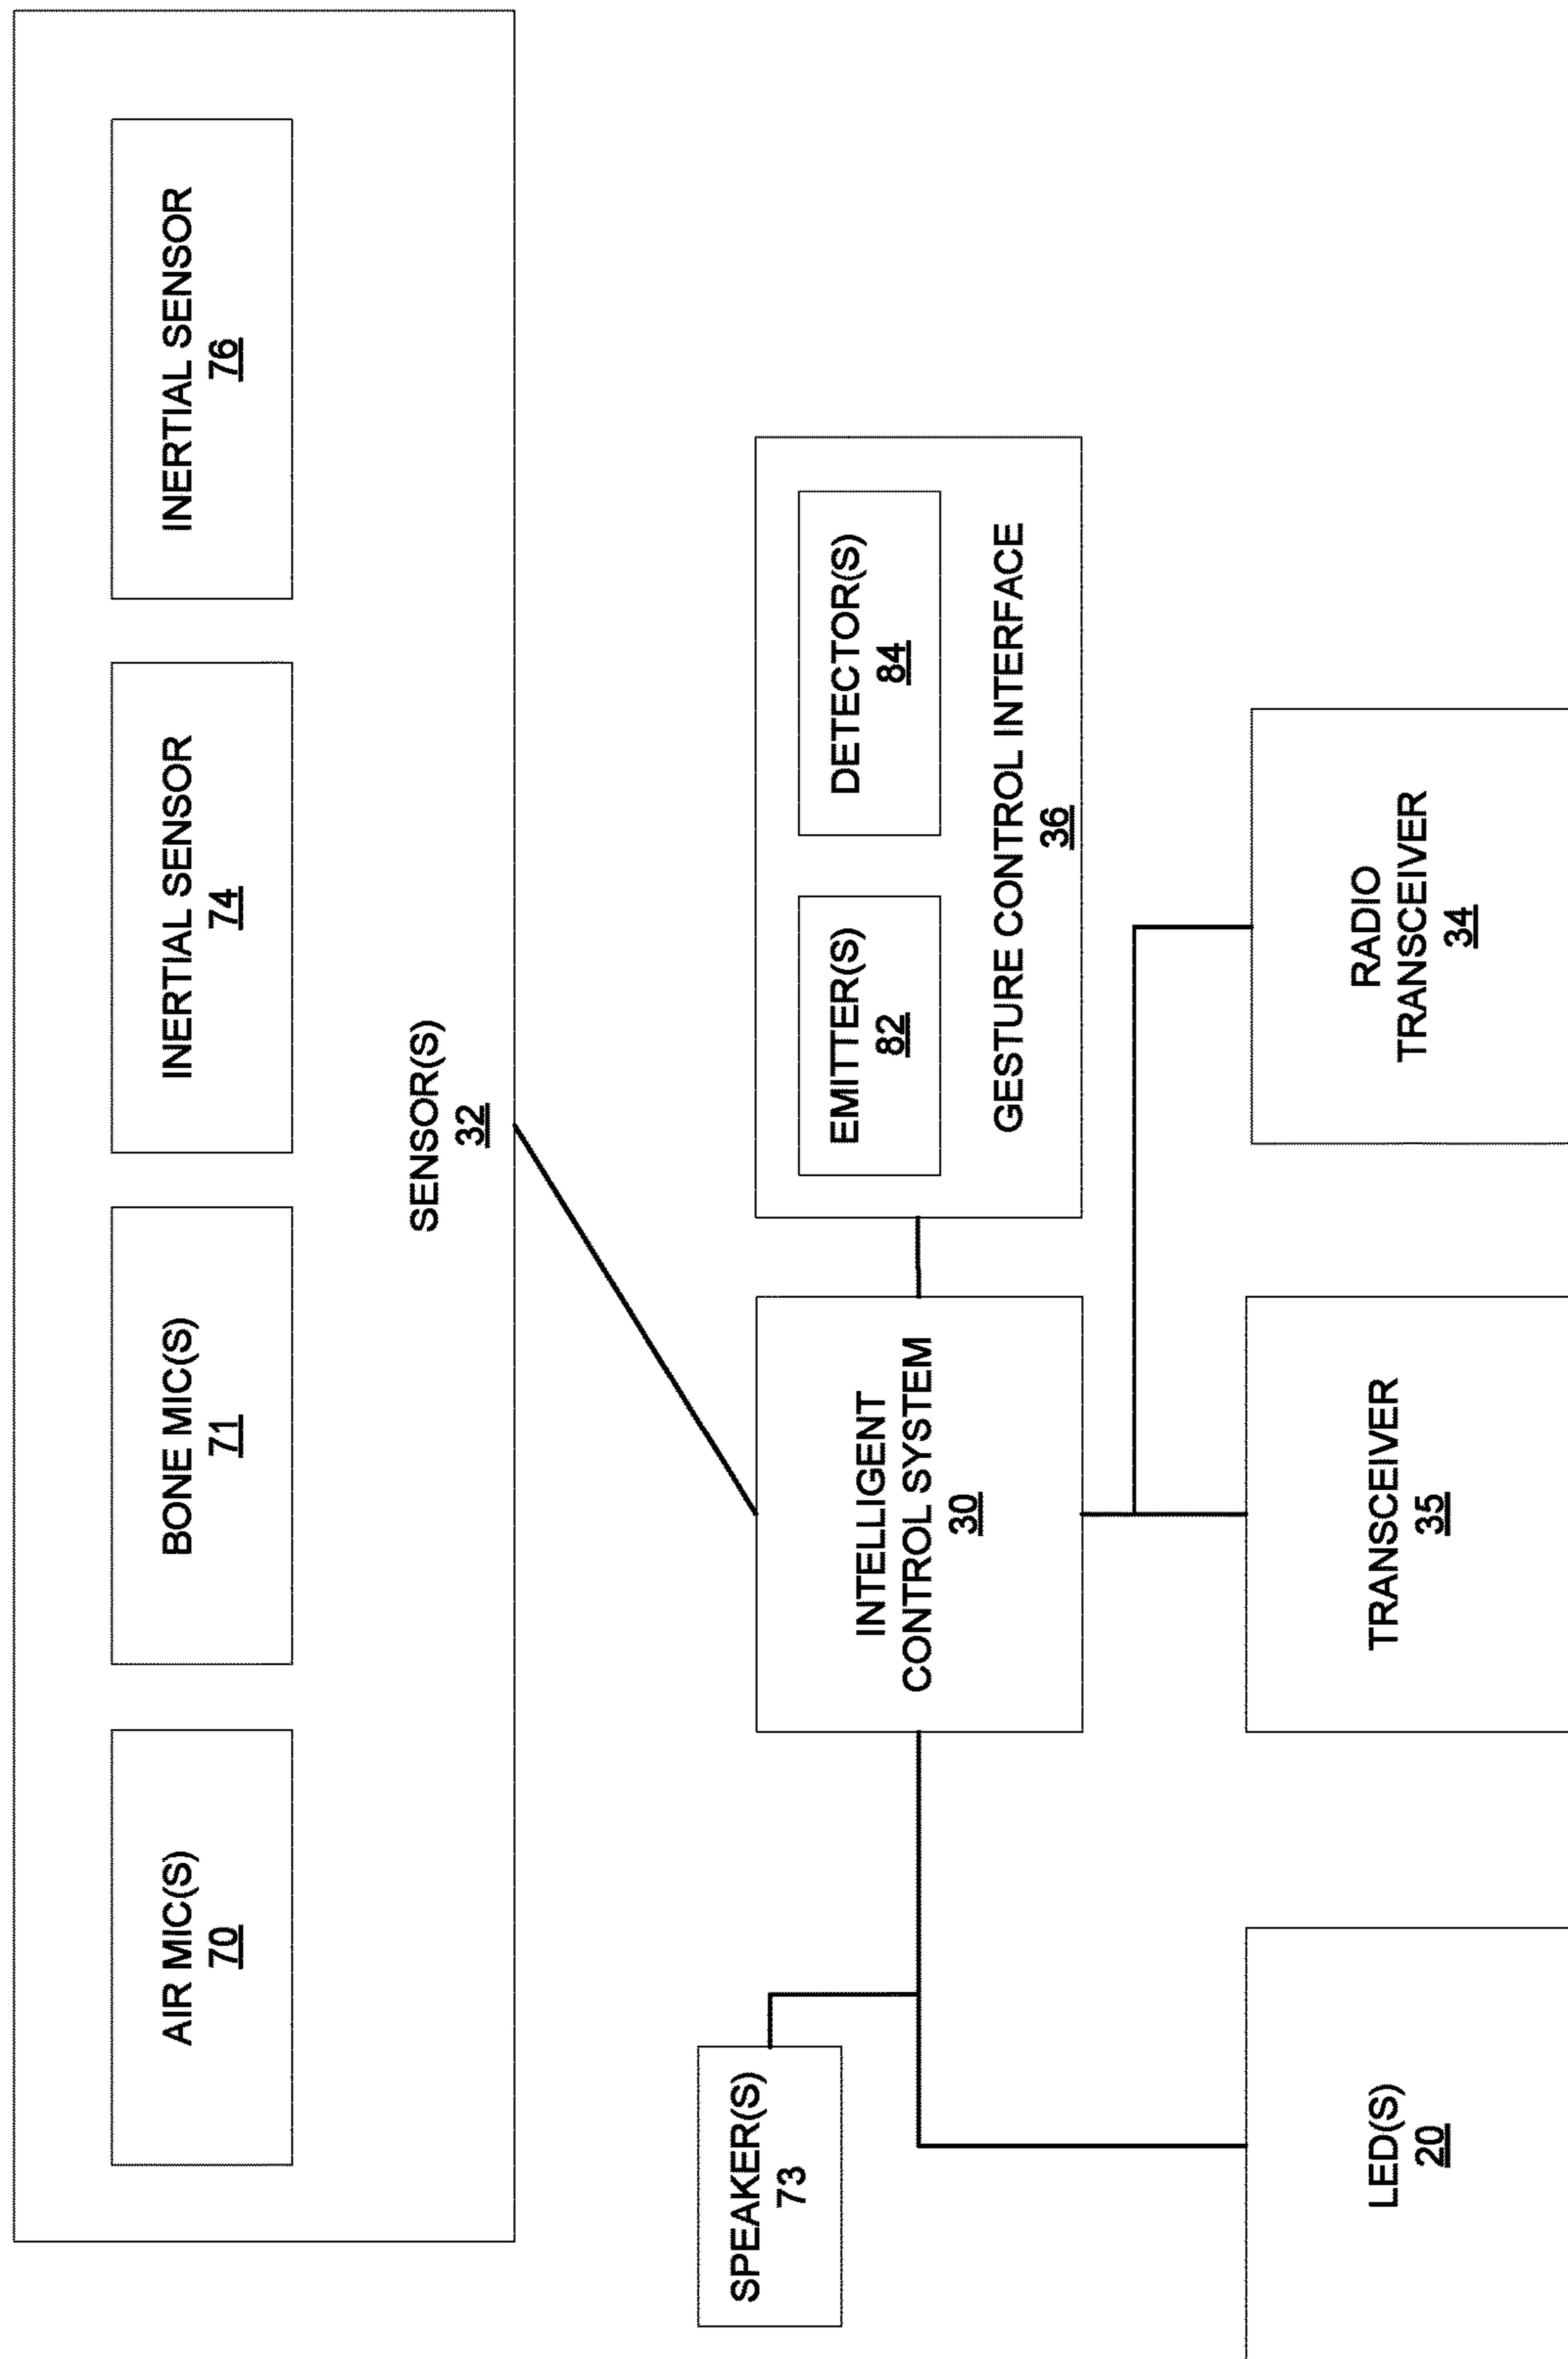 AIR MIC(S)
70
BONE MIC(S)
71
INERTIAL SENSOR
74
INERTIAL SENSOR
76
SENSOR(S)
32
SPEAKER(S)
73
INTELLIGENT
CONTROL SYSTEM
30
EMITTER(S)
82
DETECTOR(S)
84
GESTURE CONTROL INTERFACE
36
LED(S)
20
TRANSCEIVER
35
RADIO
TRANSCEIVER
34